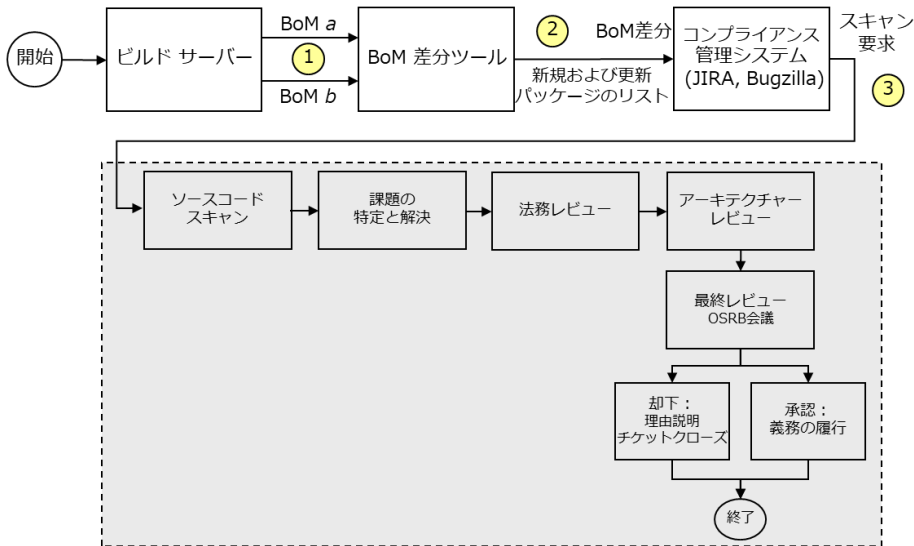 開始
ビルド サーバー
BoM a
1
BoM b
BoM 差分ツール
2
BoM差分
新規および更新
パッケージのリスト
コンプライアンス
管理システム
(JIRA, Bugzilla)
スキャン
要求
3
ソースコード
スキャン
課題の
特定と解決
法務レビュー
アーキテクチャー
レビュー
最終レビュー
OSRB会議
却下：
理由説明
チケットクローズ
承認：
義務の履行
終了